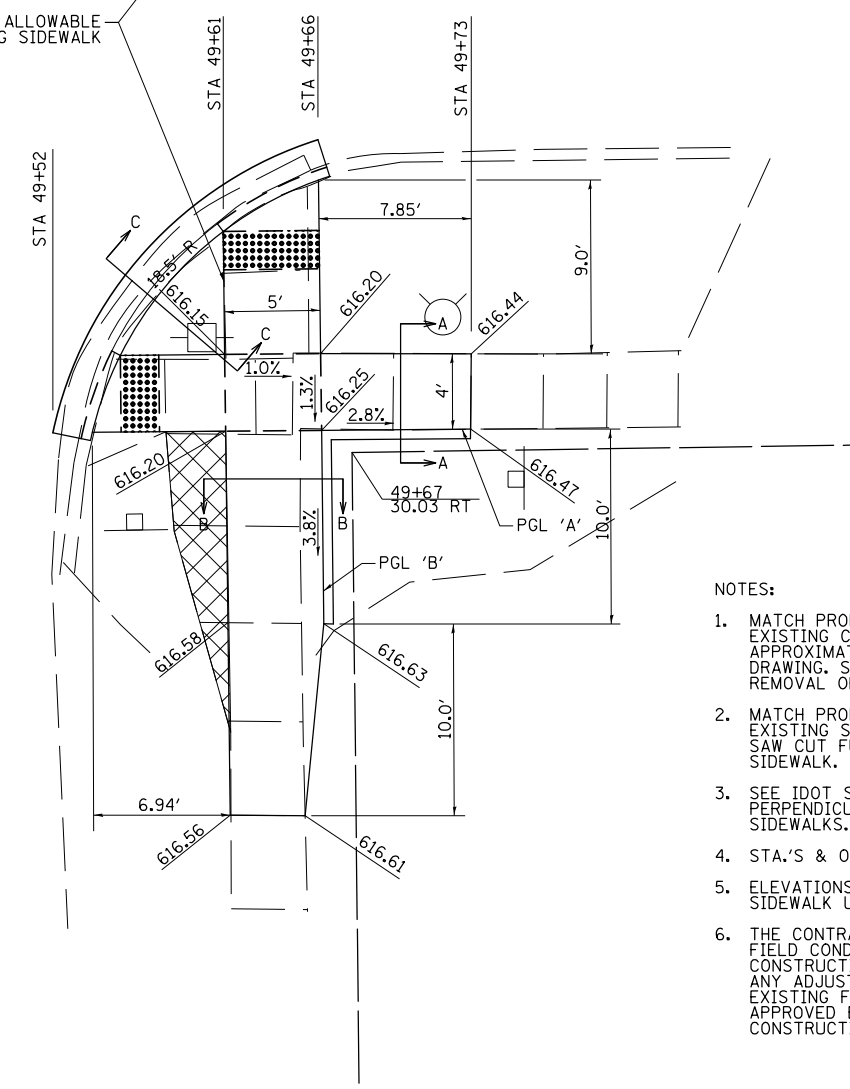 ALLOWABLE
G SIDEWALK
STA 49+52
STA 49+61
STA 49+66
STA 49+73
C
18.5' R
616.15
7.85'
9.0'
5'
616.20
C
A
616.44
1.0%
1.3%
616.25
2.8%
4'
616.20
A
616.47
49+67
30.03 RT
B
B
PGL 'A'
10.0'
3.8%
PGL 'B'
616.58
616.63
10.0'
6.94'
616.56
616.61
NOTES:
1. MATCH PRO
EXISTING C
APPROXIMAT
DRAWING. S
REMOVAL O
2. MATCH PRO
EXISTING S
SAW CUT F
SIDEWALK.
3. SEE IDOT S
PERPENDICU
SIDEWALKS.
4. STA.'S & O
5. ELEVATIONS
SIDEWALK U
6. THE CONTRA
FIELD COND
CONSTRUCT
ANY ADJUST
EXISTING F
APPROVED
CONSTRUCT